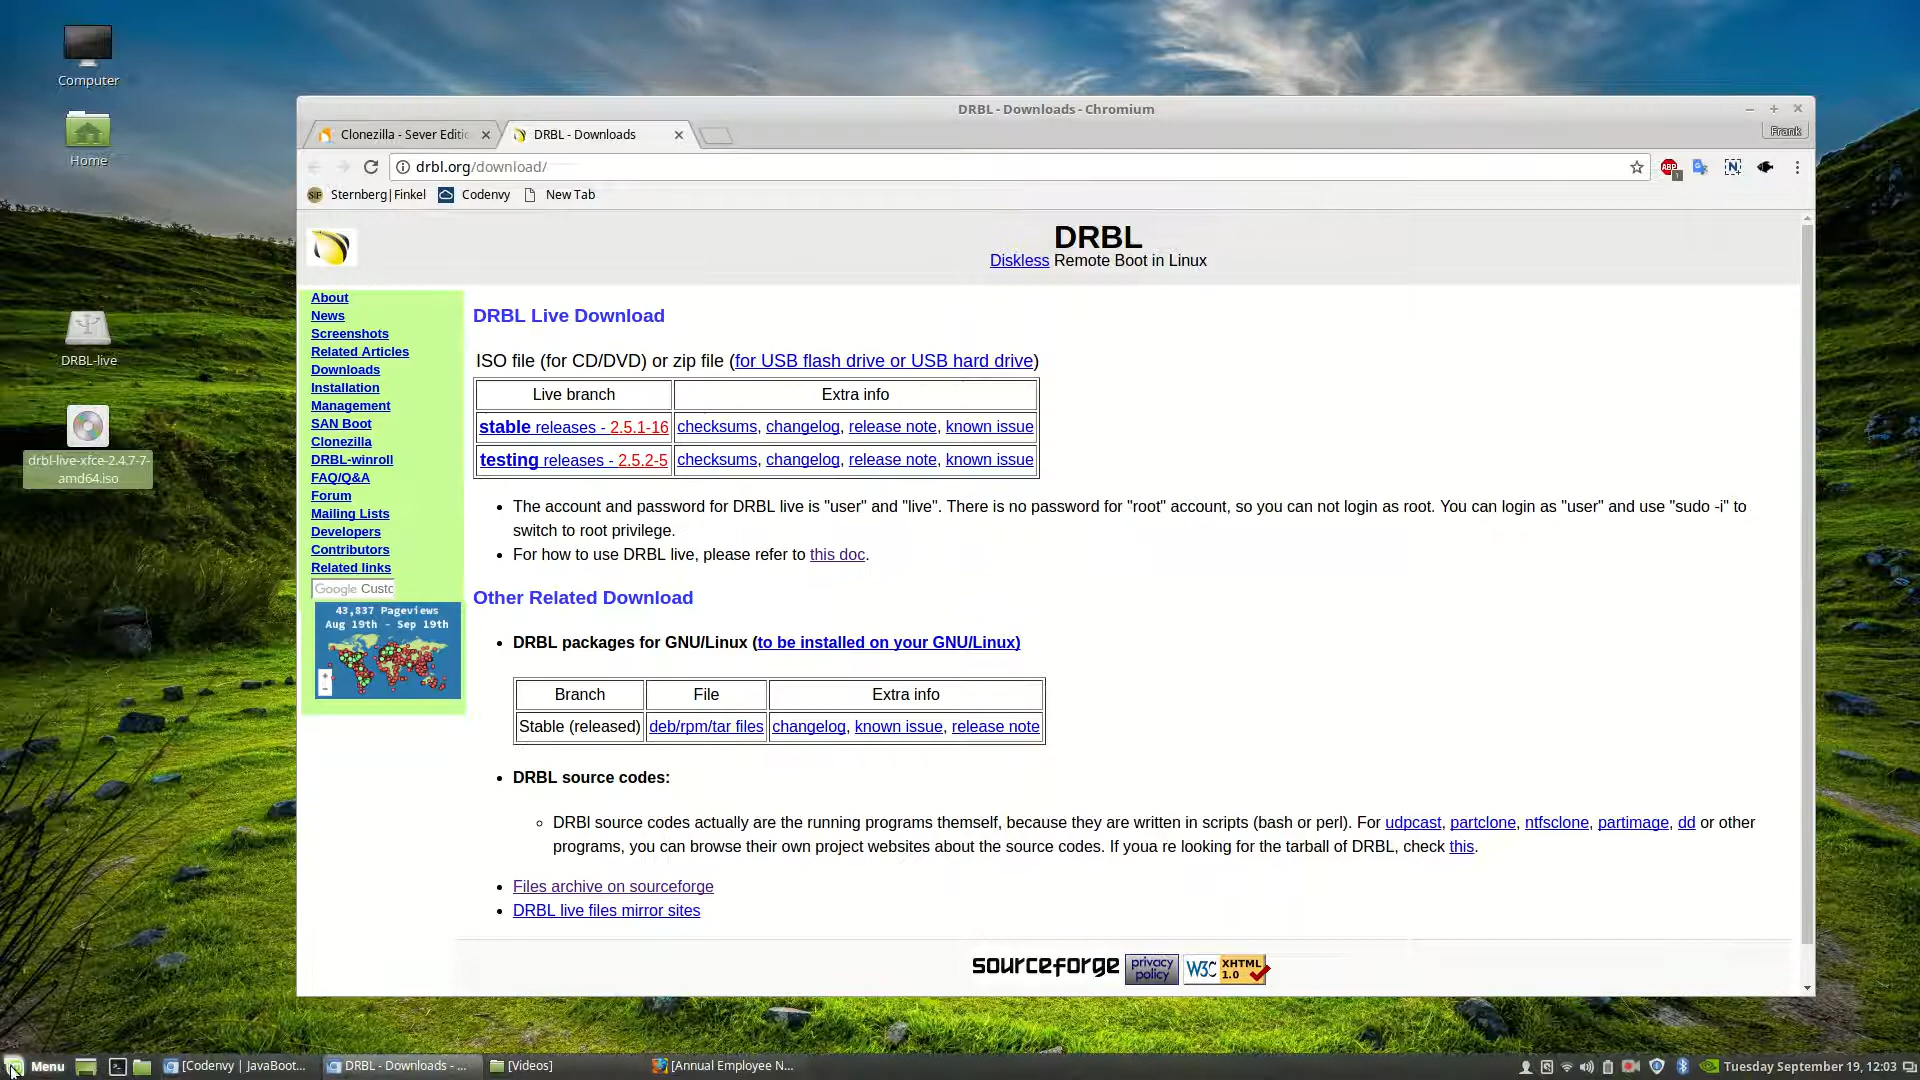 Computer
Home
DRBL-live
drbl-live-xfce-2.4.7-7-
amd64.iso
DRBL - Downloads - Chromium
Clonezilla - Sever Editio
DRBL - Downloads
Frank
drbl.org/download/
ABP
1
N
S|F
Sternberg|Finkel
Codenvy
New Tab
DRBL
Diskless Remote Boot in Linux
About
News
Screenshots
Related Articles
Downloads
Installation
Management
SAN Boot
Clonezilla
DRBL-winroll
FAQ/Q&A
Forum
Mailing Lists
Developers
Contributors
Related links
Google Custo
43,837 Pageviews
Aug 19th - Sep 19th
+
-
DRBL Live Download
ISO file (for CD/DVD) or zip file (for USB flash drive or USB hard drive)
Live branch Extra info
stable releases - 2.5.1-16 checksums, changelog, release note, known issue
testing releases - 2.5.2-5 checksums, changelog, release note, known issue
• The account and password for DRBL live is "user" and "live". There is no password for "root" account, so you can not login as root. You can login as "user" and use "sudo -i" to
switch to root privilege.
• For how to use DRBL live, please refer to this doc.
Other Related Download
• DRBL packages for GNU/Linux (to be installed on your GNU/Linux)
Branch File Extra info
Stable (released) deb/rpm/tar files changelog, known issue, release note
• DRBL source codes:
◦ DRBl source codes actually are the running programs themself, because they are written in scripts (bash or perl). For udpcast, partclone, ntfsclone, partimage, dd or other
programs, you can browse their own project websites about the source codes. If youa re looking for the tarball of DRBL, check this.
• Files archive on sourceforge
• DRBL live files mirror sites
sourceforge
privacy
policy
W3C XHTML
1.0
Menu
[Codenvy | JavaBoot...
DRBL - Downloads - ...
[Videos]
[Annual Employee N...
Tuesday September 19, 12:03